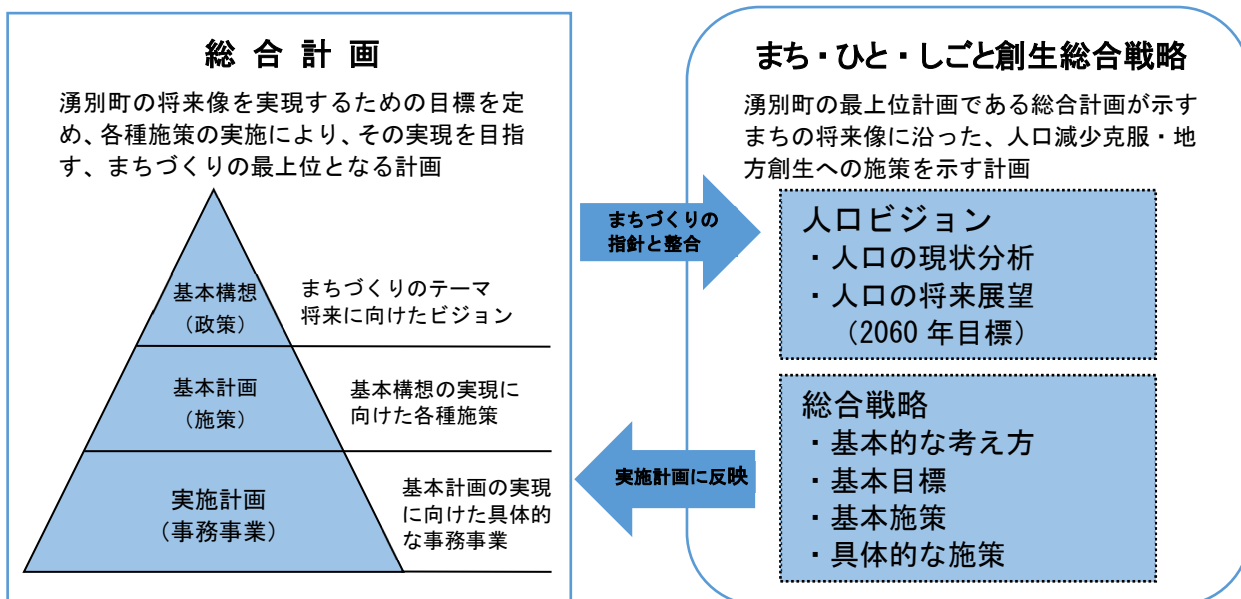 総合計画
湧別町の将来像を実現するための目標を定
め、各種施策の実施により、その実現を目指
す、まちづくりの最上位となる計画
基本構想
(政策)
まちづくりのテーマ
将来に向けたビジョン
基本計画
(施策)
基本構想の実現に
向けた各種施策
実施計画
(事務事業)
基本計画の実現
に向けた具体的
な事務事業
まちづくりの
指針と整合
実施計画に反映
まち・ひと・しごと創生総合戦略
湧別町の最上位計画である総合計画が示す
まちの将来像に沿った、人口減少克服・地
方創生への施策を示す計画
人口ビジョン
・人口の現状分析
・人口の将来展望
(2060年目標)
総合戦略
・基本的な考え方
・基本目標
・基本施策
・具体的な施策